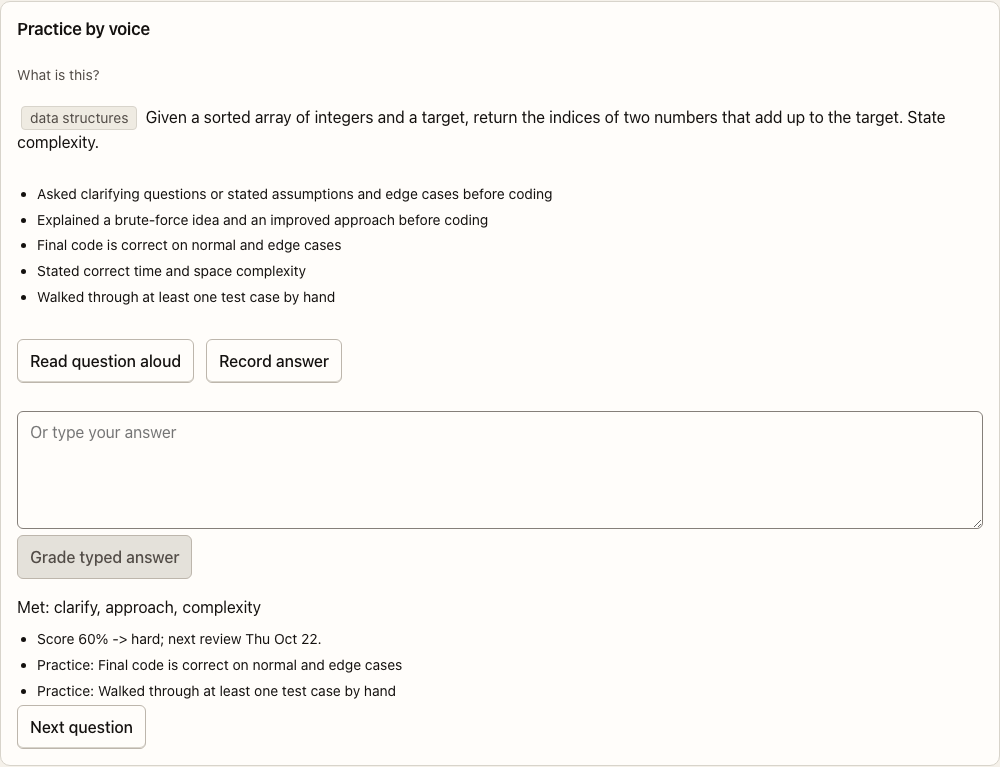 Practice by voice
What is this?
data structures Given a sorted array of integers and a target, return the indices of two numbers that add up to the target. State
complexity.
Asked clarifying questions or stated assumptions and edge cases before coding
Explained a brute-force idea and an improved approach before coding
Final code is correct on normal and edge cases
Stated correct time and space complexity
Walked through at least one test case by hand
Read question aloud Record answer
Or type your answer
Grade typed answer
Met: clarify, approach, complexity
Score 60% -> hard; next review Thu Oct 22.
Practice: Final code is correct on normal and edge cases
Practice: Walked through at least one test case by hand
Next question